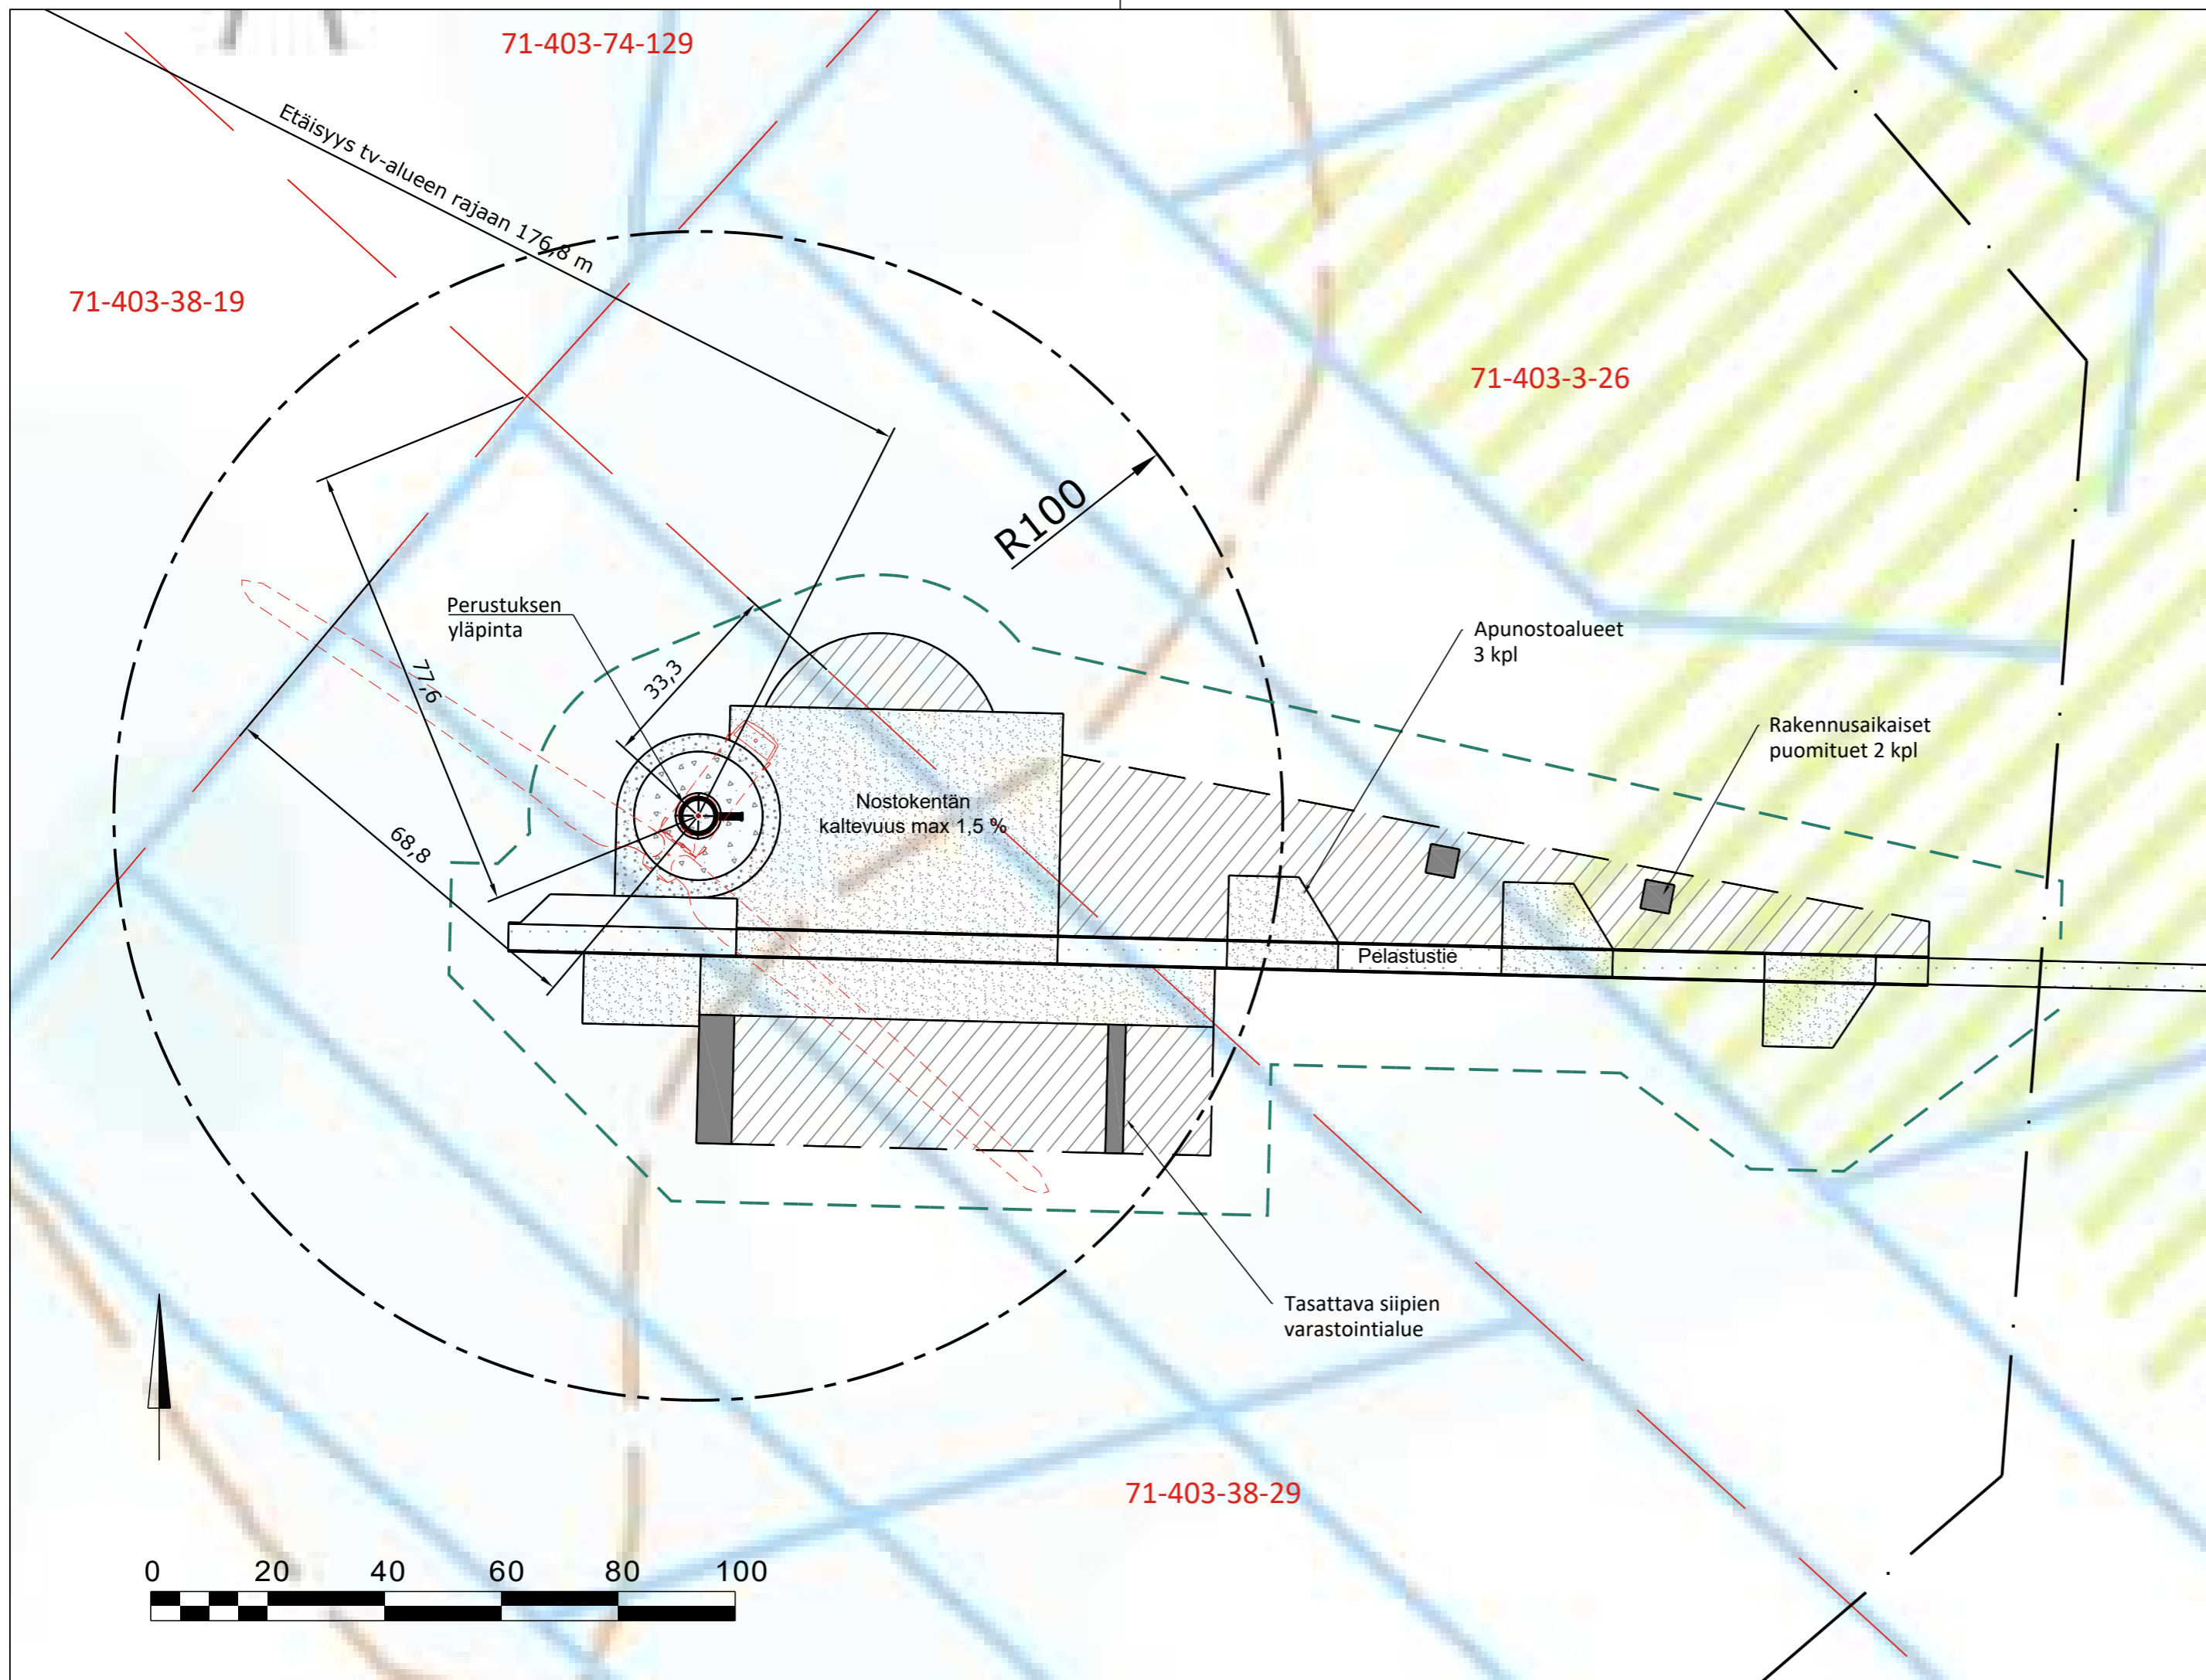 71-403-74-129
Etäisyys tv-alueen rajaan 176,8 m
71-403-38-19
71-403-3-26
R100
Perustuksen
yläpinta
Apunostoalueet
3 kpl
33,3
77,6
Rakennusaikaiset
puomituet 2 kpl
Nostokentän
kaltevuus max 1,5 %
68,8
Pelastustie
Tasattava siipien
varastointialue
71-403-38-29
0 20 40 60 80 100